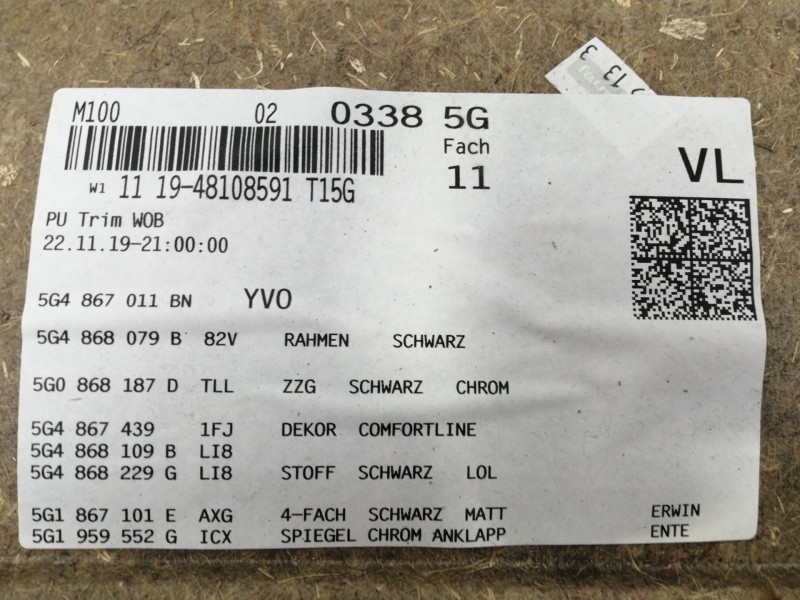 M100 02 0338 5G
Fach
11
VL
W1 11 19-48108591 T15G
PU Trim WOB
22.11.19-21:00:00
5G4 867 011 BN YVO
5G4 868 079 B 82V RAHMEN SCHWARZ
5G0 868 187 D TLL ZZG SCHWARZ CHROM
5G4 867 439 1FJ DEKOR COMFORTLINE
5G4 868 109 B LI8
5G4 868 229 G LI8 STOFF SCHWARZ LOL
5G1 867 101 E AXG 4-FACH SCHWARZ MATT ERWIN
5G1 959 552 G ICX SPIEGEL CHROM ANKLAPP ENTE
13 3